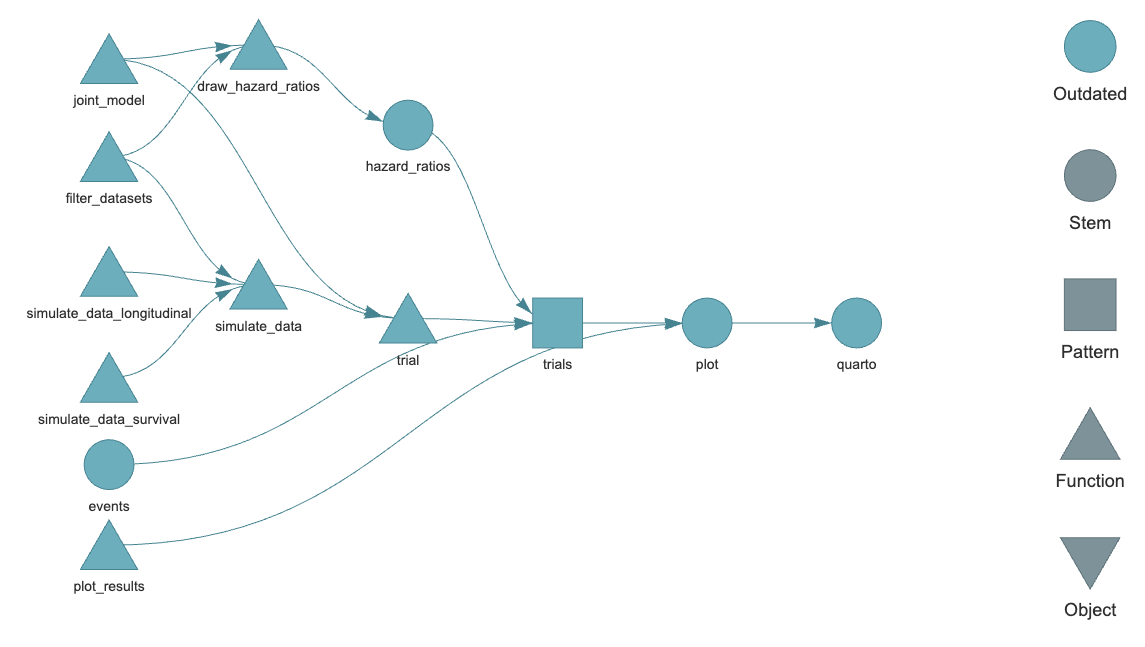 joint_model
draw_hazard_ratios
hazard_ratios
filter_datasets
simulate_data_longitudinal
simulate_data
trial
trials
plot
quarto
simulate_data_survival
events
plot_results
Outdated
Stem
Pattern
Function
Object